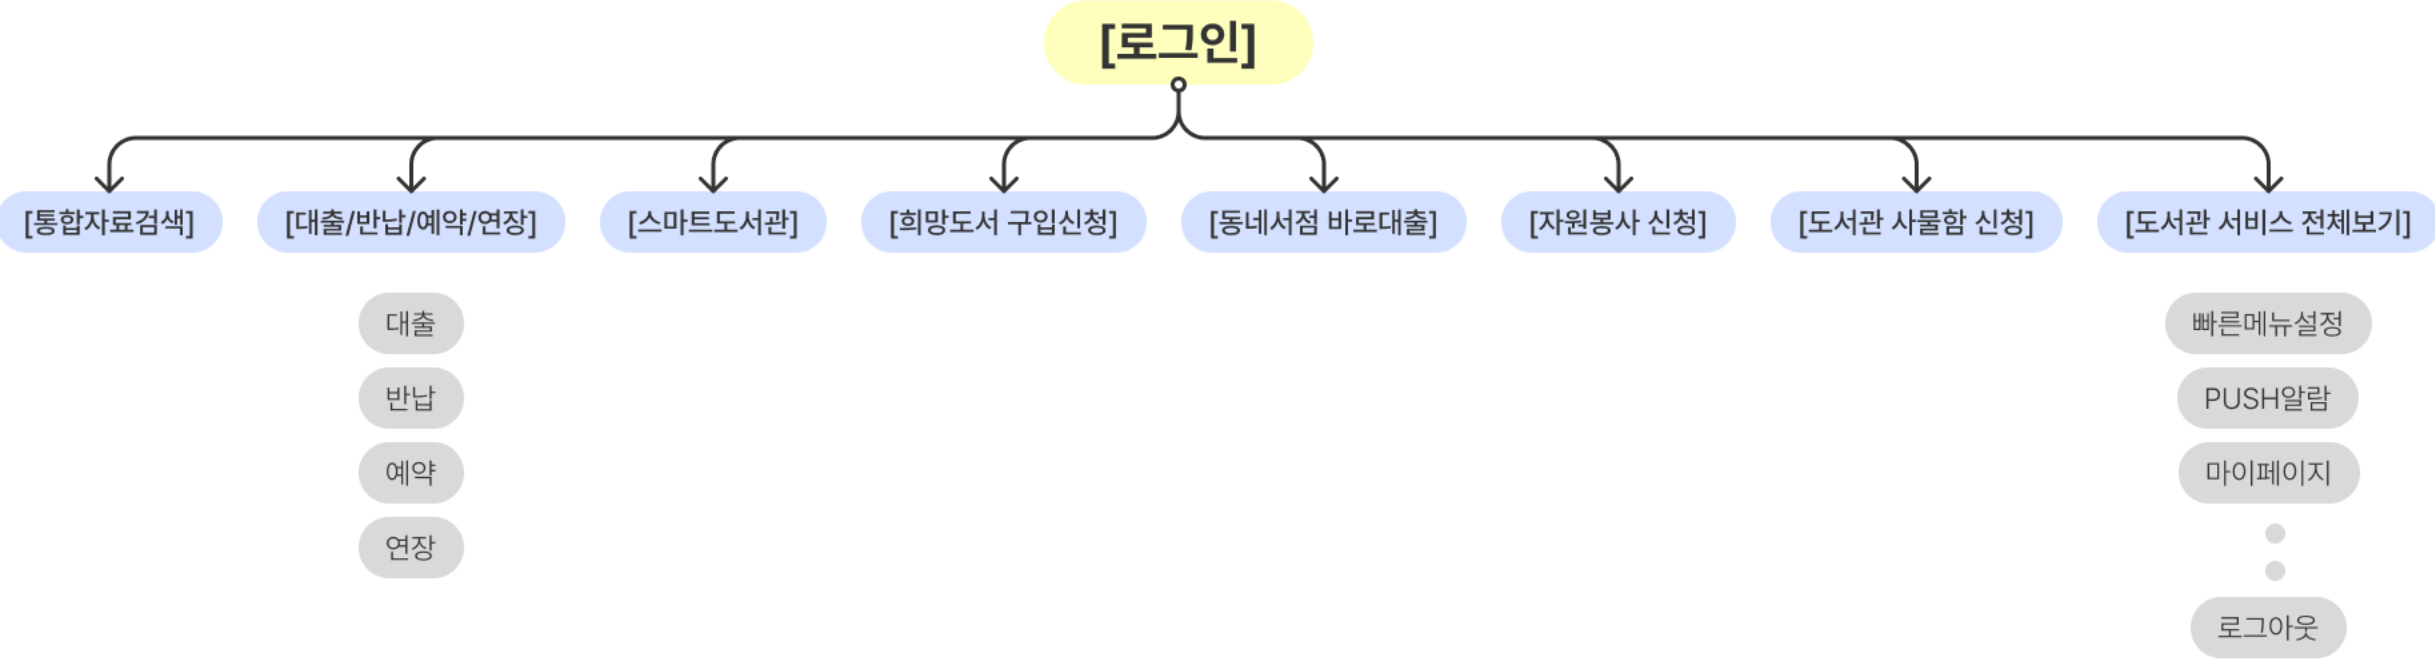 [로그인]
[통합자료검색]
[대출/반납/예약/연장]
[스마트도서관]
[희망도서 구입신청]
[동네서점 바로대출]
[자원봉사 신청]
[도서관 사물함 신청]
[도서관 서비스 전체보기]
대출
반납
예약
연장
빠른메뉴설정
PUSH알람
마이페이지
로그아웃